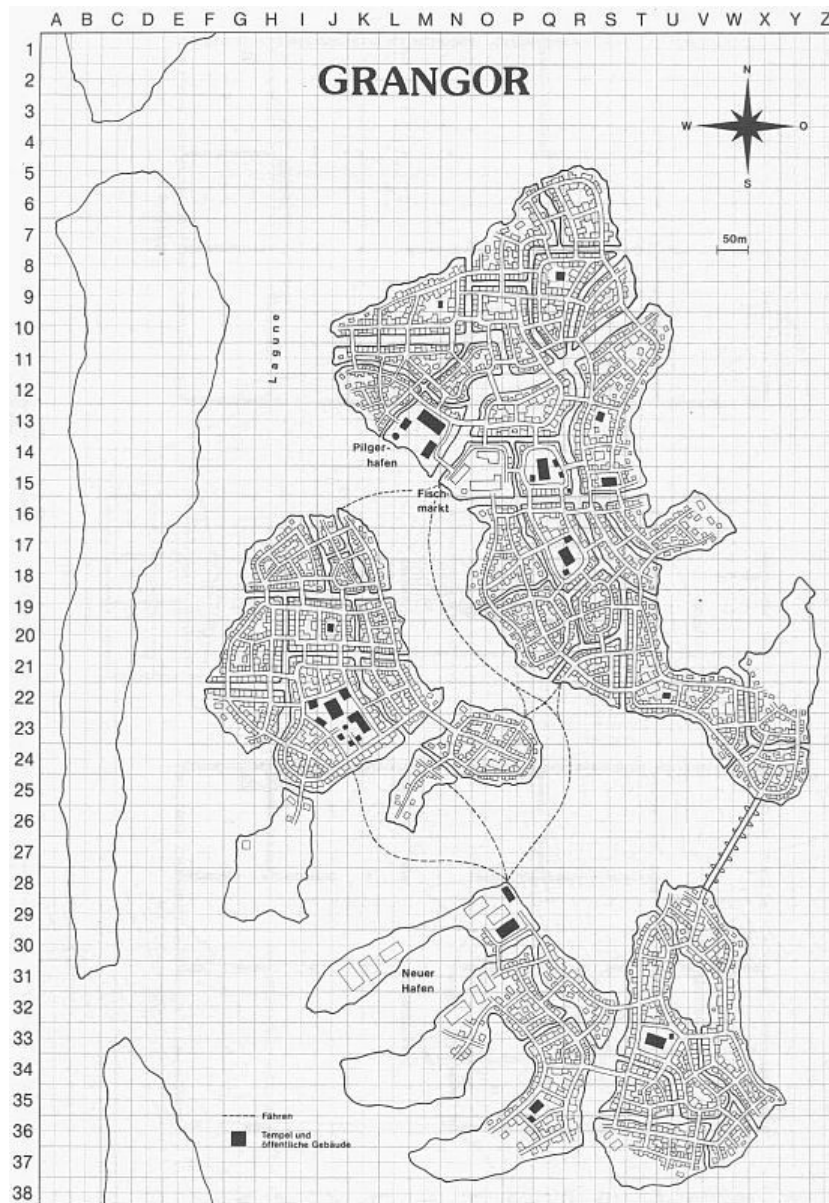 A B C D E F G H I J K L M N O P Q R S T U V W X Y Z
1
2
3
4
5
6
7
8
9
10
11
12
13
14
15
16
17
18
19
20
21
22
23
24
25
26
27
28
29
30
31
32
33
34
35
36
37
38
GRANGOR
N
W O
S
50m
Lagune
Pilger-
hafen
Fisch-
markt
Neuer
Hafen
Fähren
Tempel und
öffentliche Gebäude